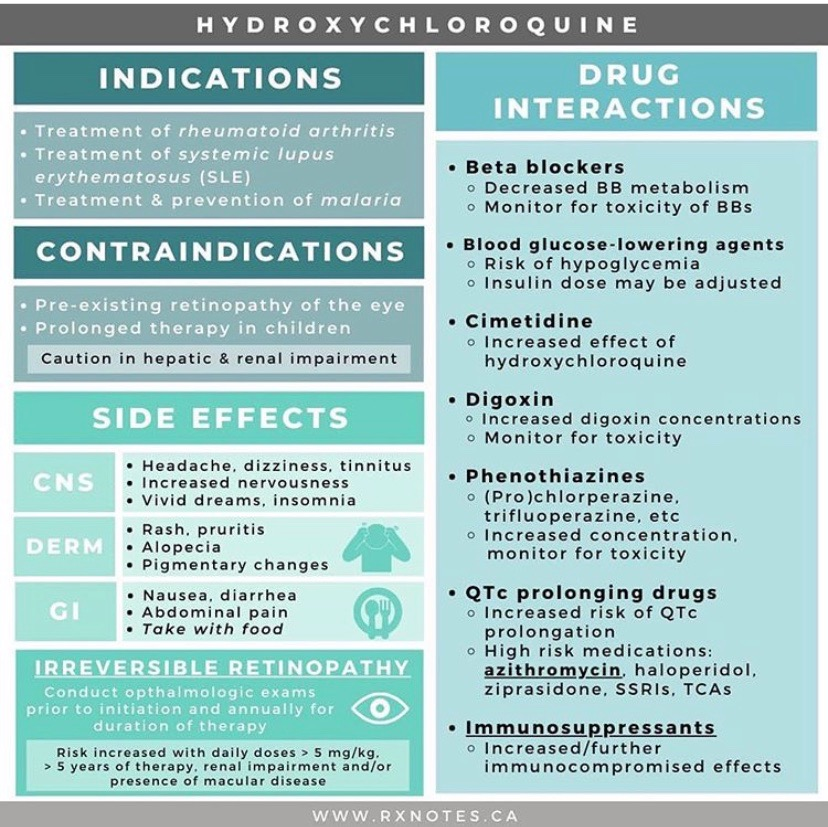 HYDROXYCHLOROQUINE
INDICATIONS
• Treatment of rheumatoid arthritis
• Treatment of systemic lupus
erythematosus (SLE)
• Treatment & prevention of malaria
CONTRAINDICATIONS
• Pre-existing retinopathy of the eye
• Prolonged therapy in children
Caution in hepatic & renal impairment
SIDE EFFECTS
CNS
• Headache, dizziness, tinnitus
• Increased nervousness
• Vivid dreams, insomnia
DERM
• Rash, pruritis
• Alopecia
• Pigmentary changes
GI
• Nausea, diarrhea
• Abdominal pain
• Take with food
IRREVERSIBLE RETINOPATHY
Conduct opthalmologic exams
prior to initiation and annually for
duration of therapy
Risk increased with daily doses > 5 mg/kg,
> 5 years of therapy, renal impairment and/or
presence of macular disease
DRUG
INTERACTIONS
• Beta blockers
○ Decreased BB metabolism
○ Monitor for toxicity of BBs
• Blood glucose-lowering agents
○ Risk of hypoglycemia
○ Insulin dose may be adjusted
• Cimetidine
○ Increased effect of
hydroxychloroquine
• Digoxin
○ Increased digoxin concentrations
○ Monitor for toxicity
• Phenothiazines
○ (Pro)chlorperazine,
trifluoperazine, etc
○ Increased concentration,
monitor for toxicity
• QTc prolonging drugs
○ Increased risk of QTc
prolongation
○ High risk medications:
azithromycin, haloperidol,
ziprasidone, SSRIs, TCAs
• Immunosuppressants
○ Increased/further
immunocompromised effects
WWW.RXNOTES.CA